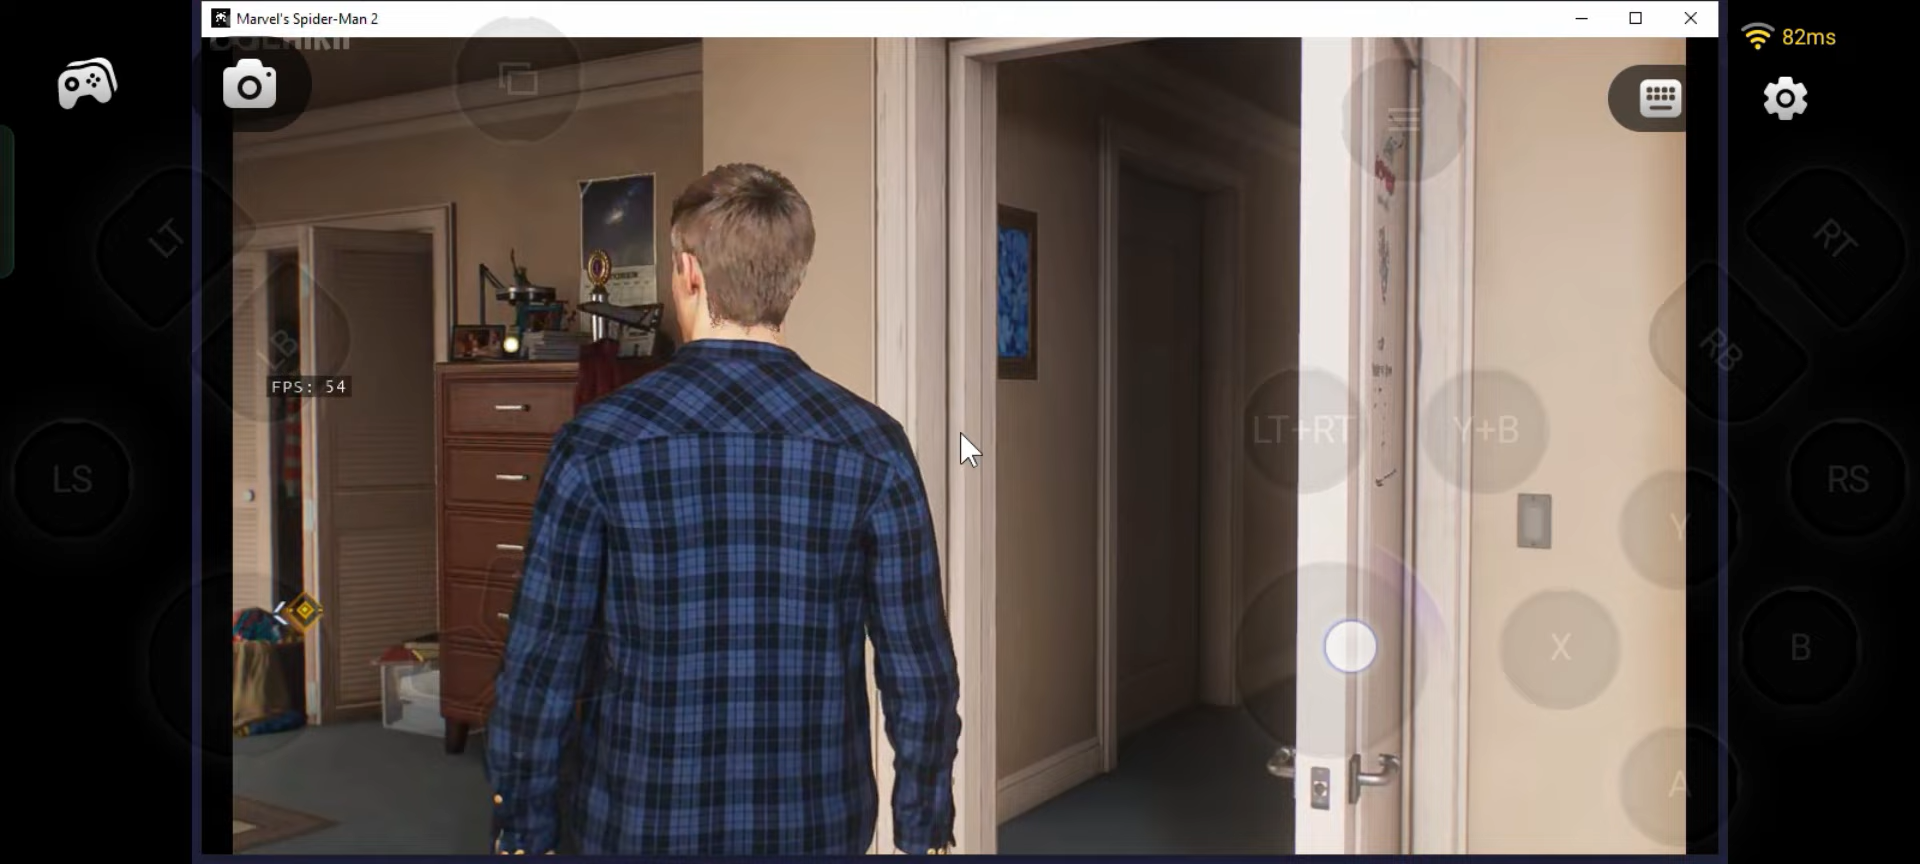 Marvel's Spider-Man 2
82ms
LT
RT
LB
RB
FPS: 54
LT+RT
Y+B
LS
RS
Y
X
B
A